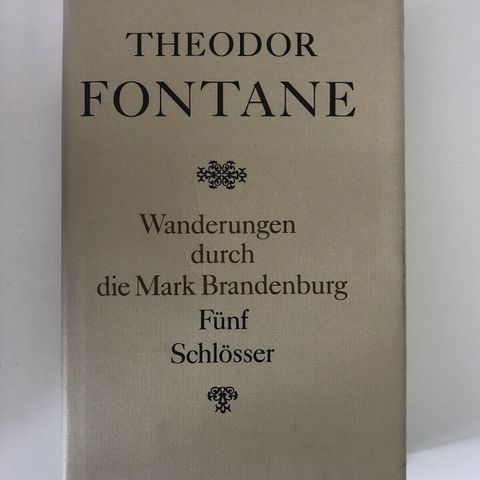 THEODOR
FONTANE
Wanderungen
durch
die Mark Brandenburg
Fünf
Schlösser